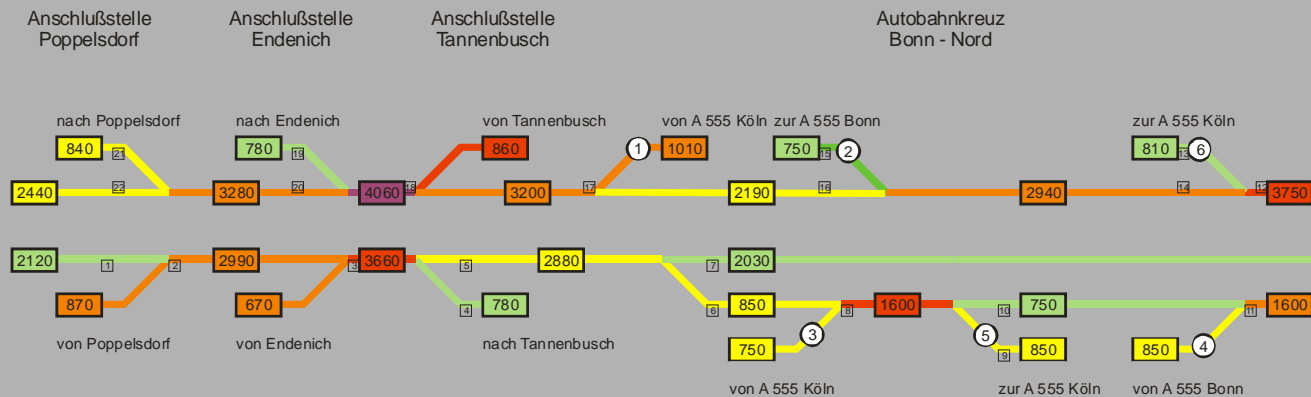 Anschlußstelle
Poppelsdorf
Anschlußstelle
Endenich
Anschlußstelle
Tannenbusch
Autobahnkreuz
Bonn - Nord
nach Poppelsdorf
nach Endenich
von Tannenbusch
von A 555 Köln
zur A 555 Bonn
zur A 555 Köln
840
21
780
19
860
1
1010
750
15
2
810
13
6
2440
22
3280
20
4060
18
3200
17
2190
16
2940
14
12
3750
2120
1
2
2990
3
3660
5
2880
7
2030
870
670
4
780
6
850
8
1600
10
750
11
1600
von Poppelsdorf
von Endenich
nach Tannenbusch
750
3
5
9
850
850
4
von A 555 Köln
zur A 555 Köln
von A 555 Bonn